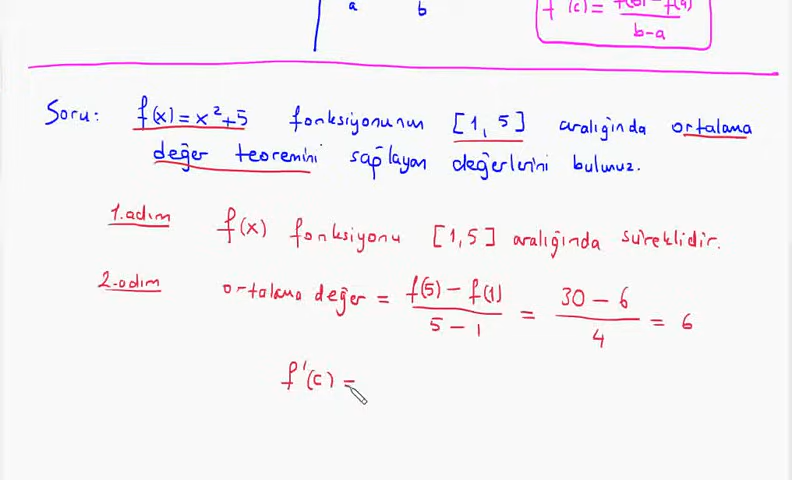 a b
f'(c) = f(b) - f(a) / b-a
Soru: f(x) = x²+5 fonksiyonunun [1, 5] aralığında ortalama
değer teoremini sağlayan değerlerini bulunuz.
1.adım f(x) fonksiyonu [1,5] aralığında süreklidir.
2.adım ortalama değer = f(5) - f(1) / 5 - 1 = 30 - 6 / 4 = 6
f'(c) =